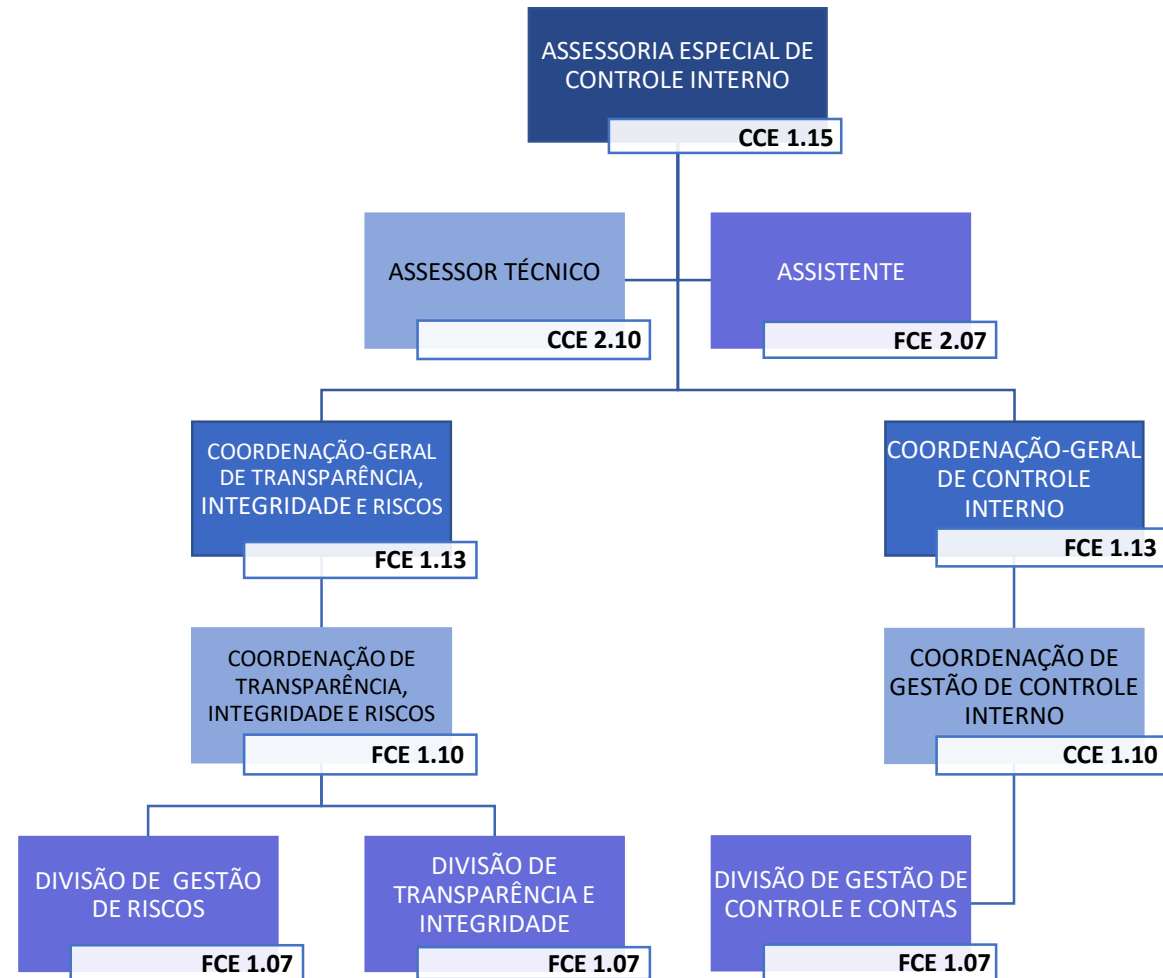 ASSESSORIA ESPECIAL DE
CONTROLE INTERNO
CCE 1.15
ASSESSOR TÉCNICO
CCE 2.10
ASSISTENTE
FCE 2.07
COORDENAÇÃO-GERAL
DE TRANSPARÊNCIA,
INTEGRIDADE E RISCOS
FCE 1.13
COORDENAÇÃO-GERAL
DE CONTROLE
INTERNO
FCE 1.13
COORDENAÇÃO DE
TRANSPARÊNCIA,
INTEGRIDADE E RISCOS
FCE 1.10
COORDENAÇÃO DE
GESTÃO DE CONTROLE
INTERNO
CCE 1.10
DIVISÃO DE GESTÃO
DE RISCOS
FCE 1.07
DIVISÃO DE
TRANSPARÊNCIA E
INTEGRIDADE
FCE 1.07
DIVISÃO DE GESTÃO DE
CONTROLE E CONTAS
FCE 1.07